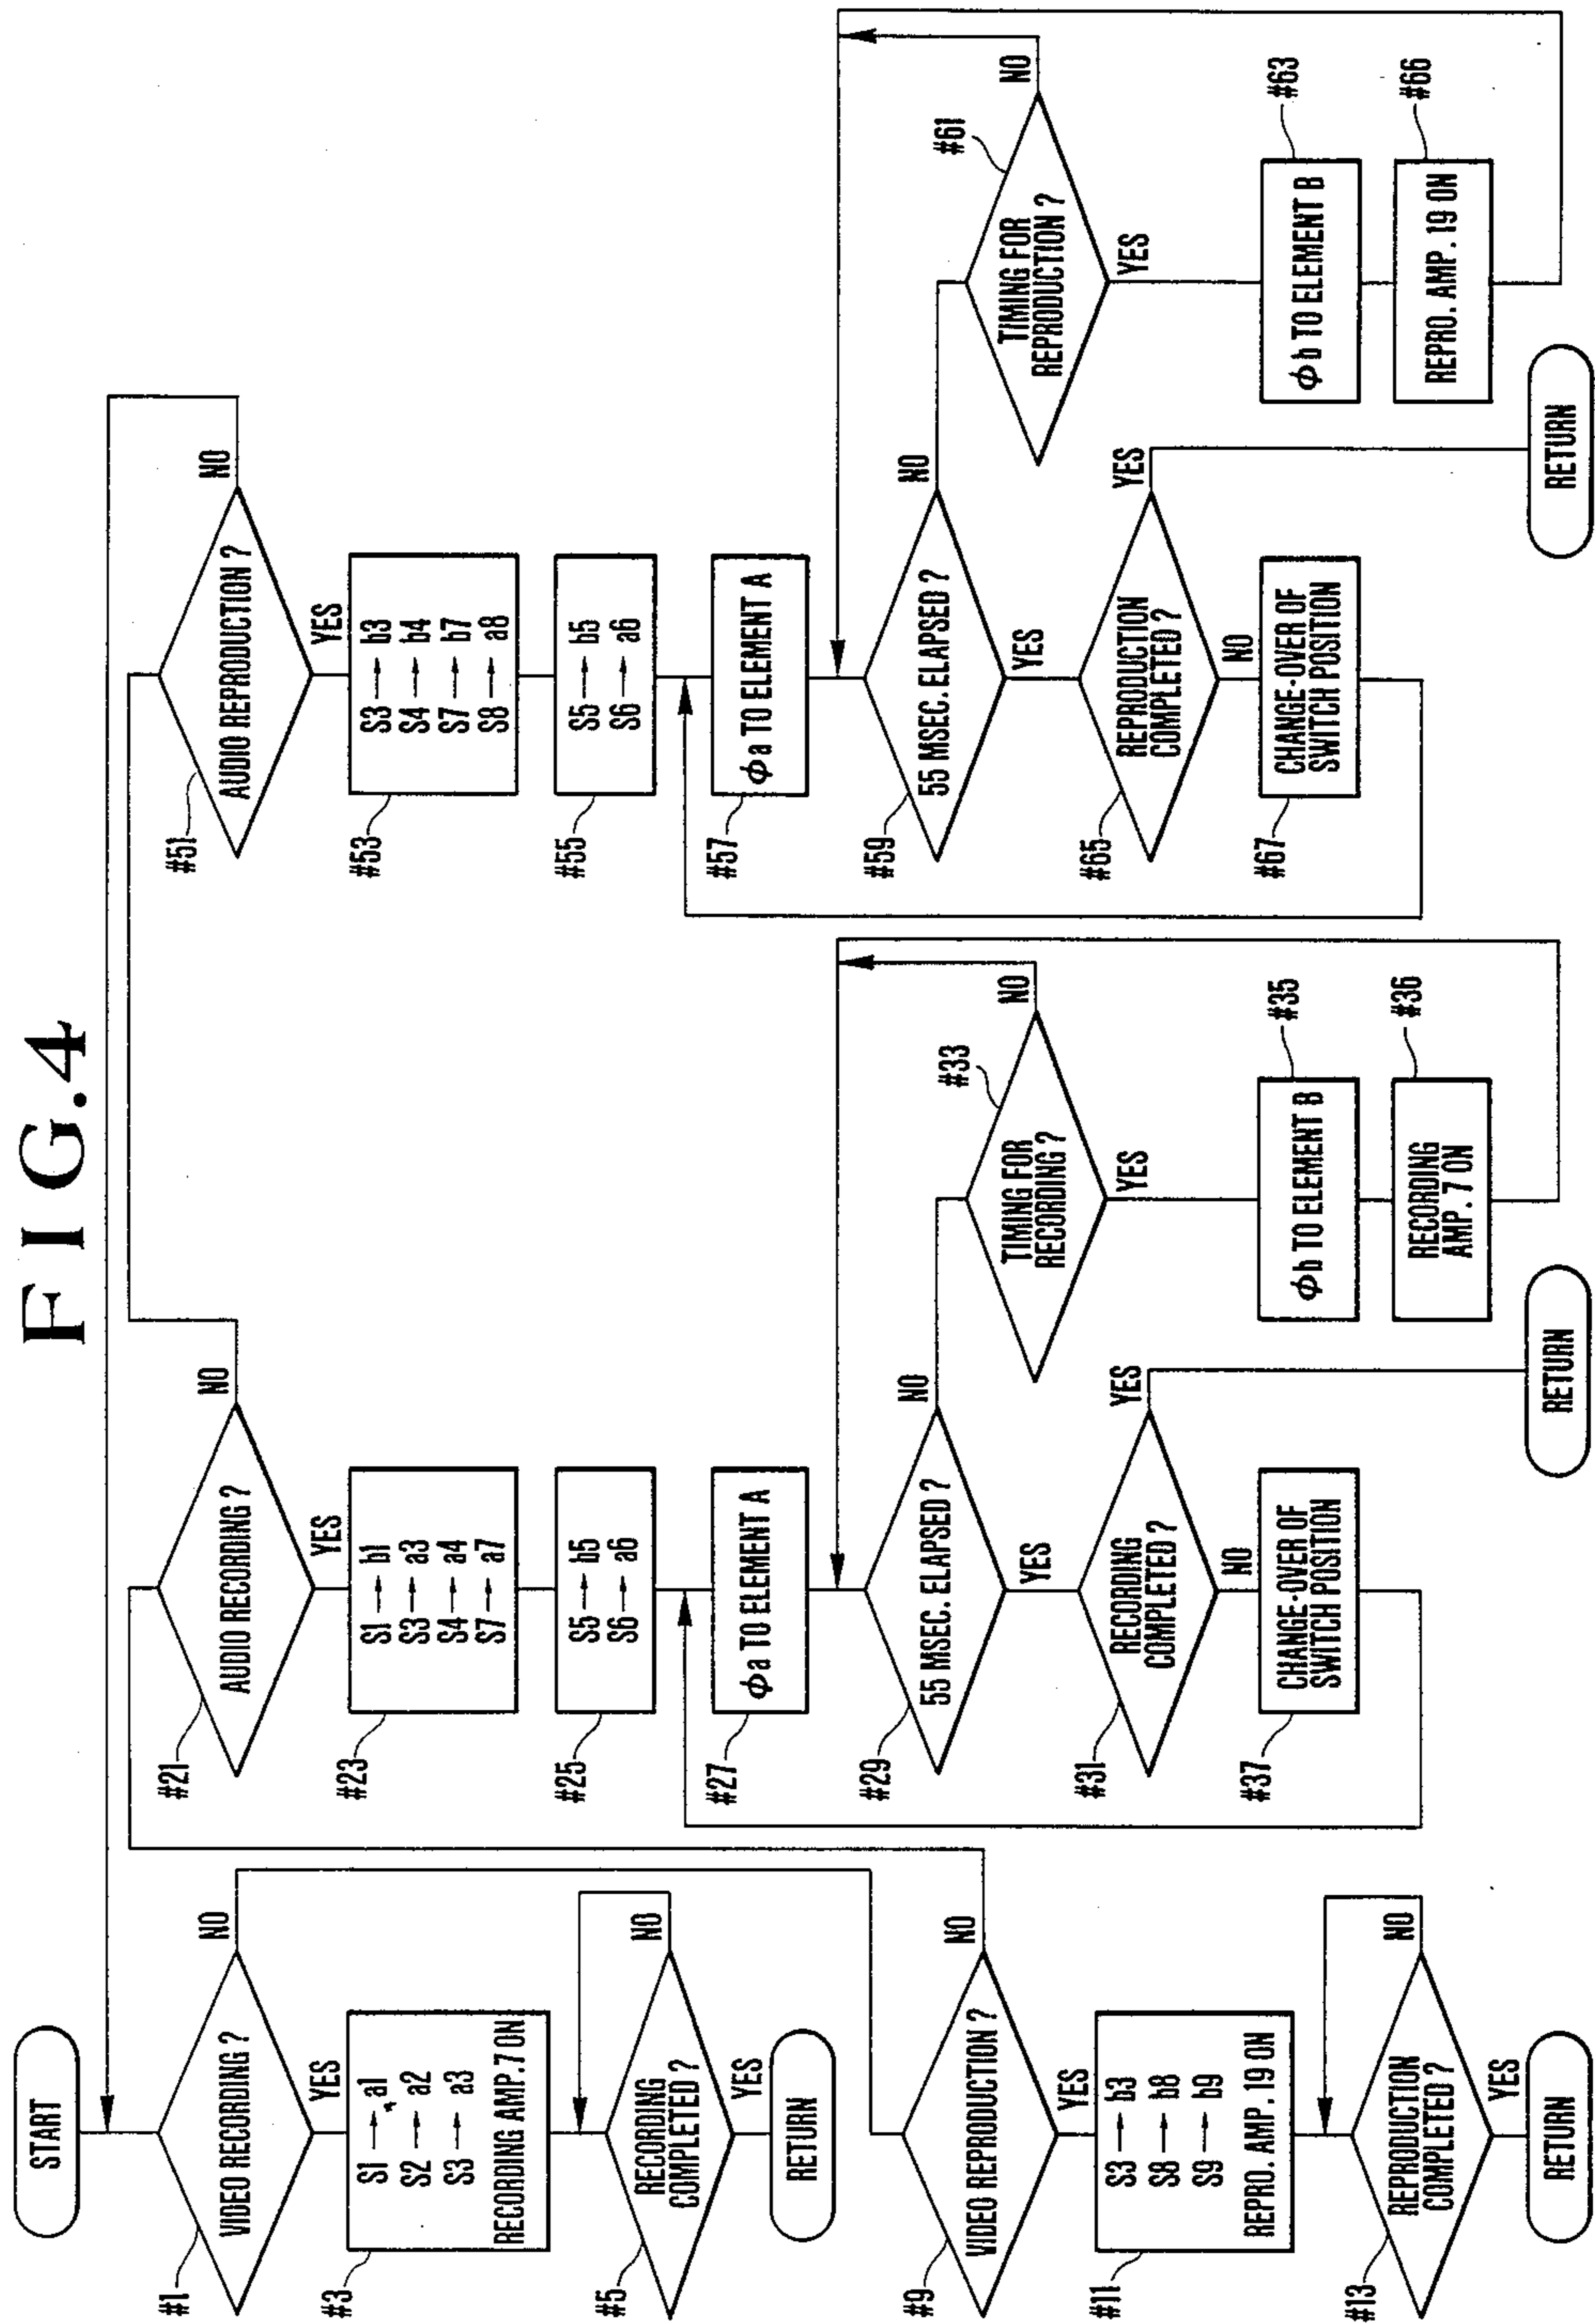 FIG.4
START
#1
VIDEO RECORDING ?
NO
YES
#3
S1 → a1
S2 → a2
S3 → a3
RECORDING AMP.7 ON
#5
RECORDING
COMPLETED ?
NO
YES
RETURN
#9
VIDEO REPRODUCTION ?
NO
YES
#11
S3 → b3
S8 → b8
S9 → b9
REPRO. AMP. 19 ON
#13
REPRODUCTION
COMPLETED ?
NO
YES
RETURN
#21
AUDIO RECORDING ?
NO
YES
#23
S1 → b1
S3 → a3
S4 → a4
S7 → a7
#25
S5 → b5
S6 → a6
#27
ϕa TO ELEMENT A
#29
55 MSEC. ELAPSED ?
NO
YES
#31
RECORDING
COMPLETED ?
YES
NO
#37
CHANGE-OVER OF
SWITCH POSITION
#33
TIMING FOR
RECORDING ?
NO
YES
#35
ϕb TO ELEMENT B
#36
RECORDING
AMP. 7 ON
RETURN
#51
AUDIO REPRODUCTION ?
NO
YES
#53
S3 → b3
S4 → b4
S7 → b7
S8 → a8
#55
S5 → b5
S6 → a6
#57
ϕa TO ELEMENT A
#59
55 MSEC. ELAPSED ?
NO
YES
#65
REPRODUCTION
COMPLETED ?
YES
NO
#67
CHANGE-OVER OF
SWITCH POSITION
#61
TIMING FOR
REPRODUCTION ?
NO
YES
#63
ϕb TO ELEMENT B
#66
REPRO. AMP. 19 ON
RETURN